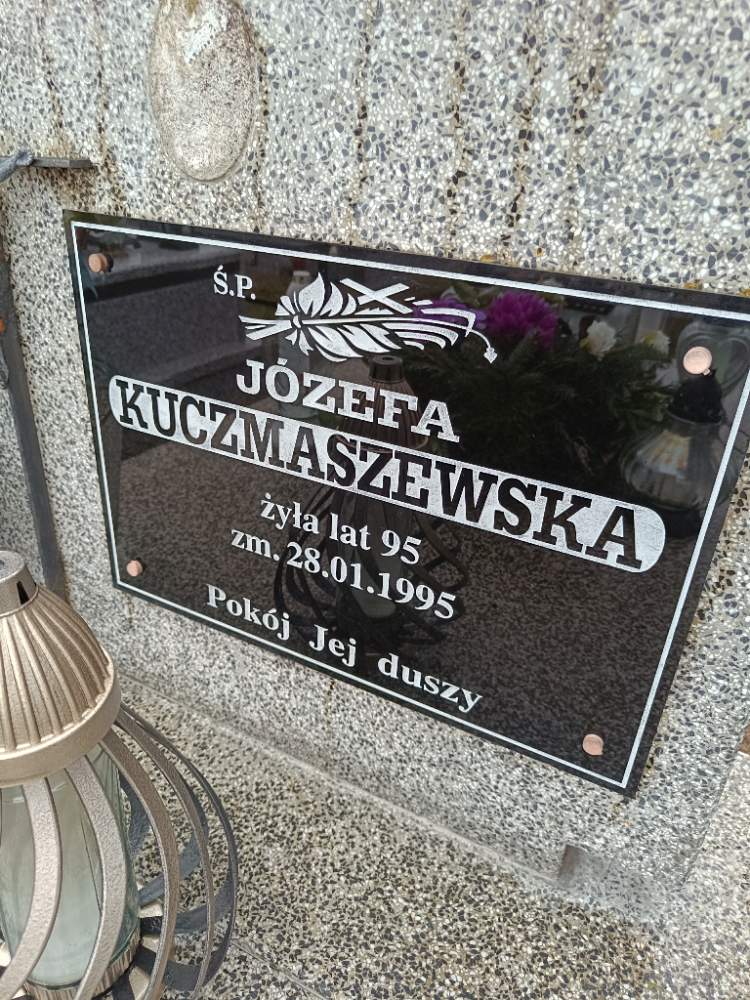 Ś.P.
JÓZEFA
KUCZMASZEWSKA
żyła lat 95
zm. 28.01.1995
Pokój Jej duszy